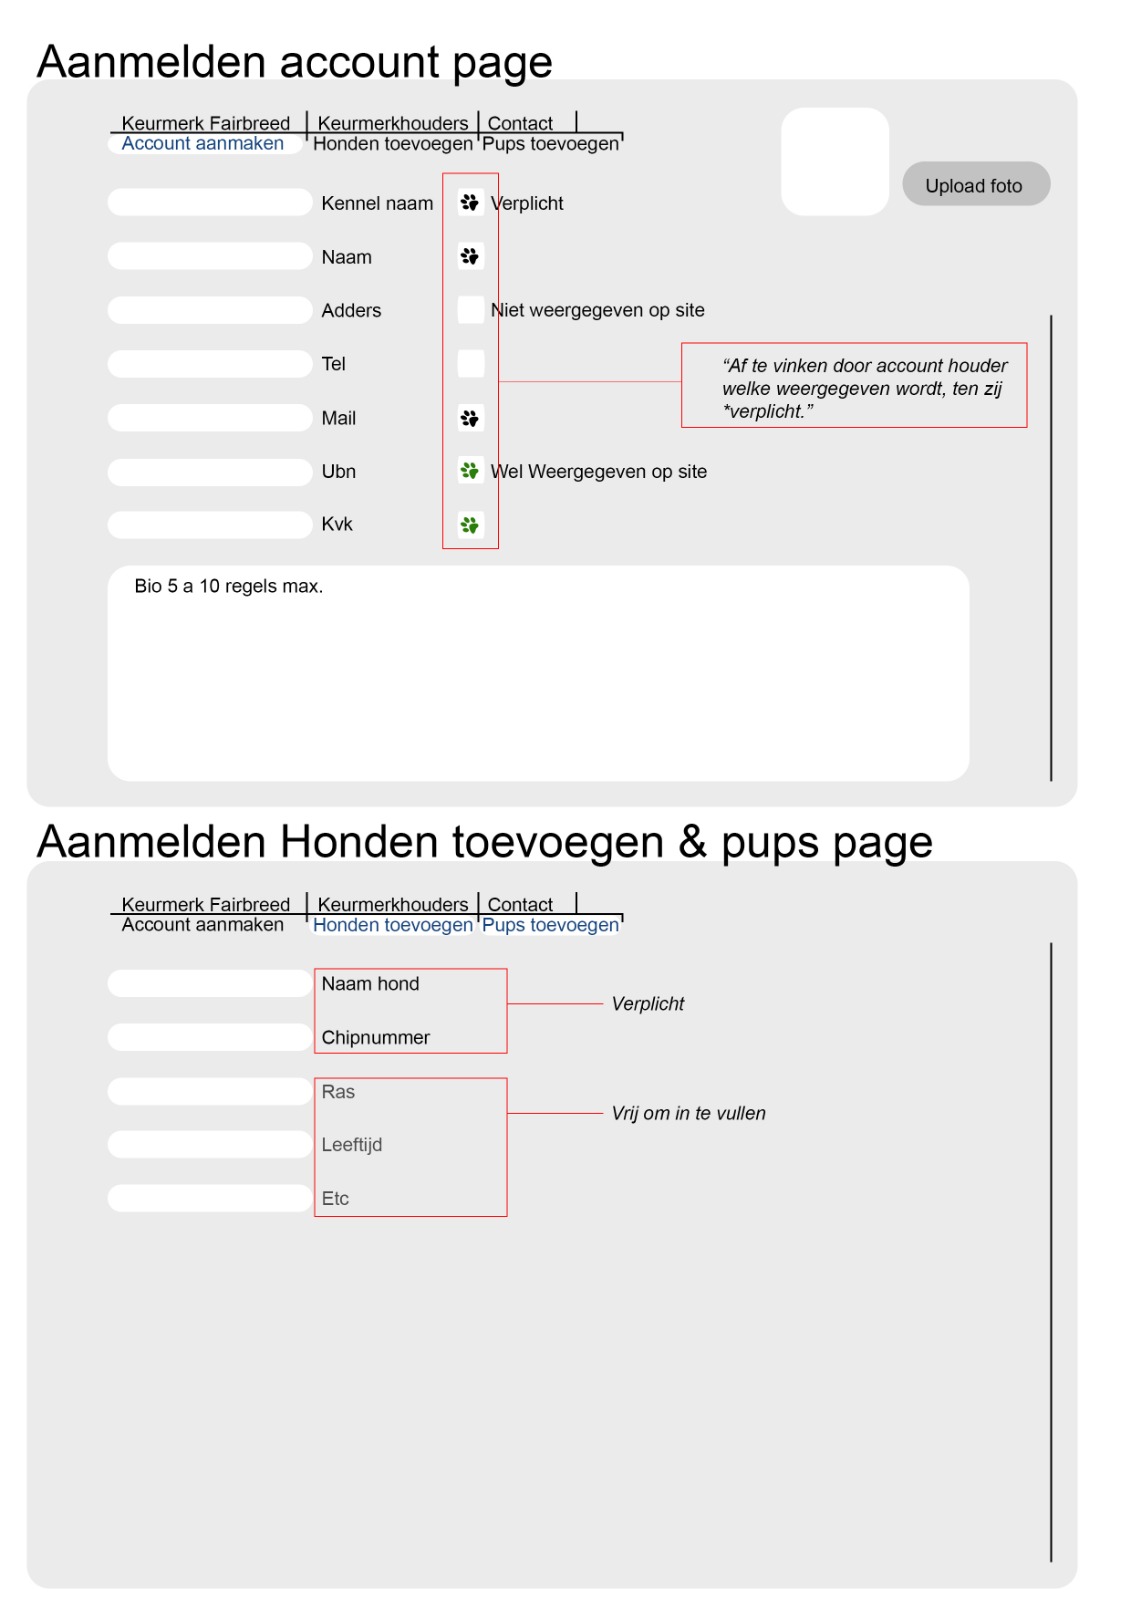 Aanmelden account page
Keurmerk Fairbreed Keurmerkhouders Contact
Account aanmaken Honden toevoegen Pups toevoegen
Upload foto
Kennel naam Verplicht
Naam
Adders Niet weergegeven op site
Tel
“Af te vinken door account houder
welke weergegeven wordt, ten zij
*verplicht.”
Mail
Ubn Wel Weergegeven op site
Kvk
Bio 5 a 10 regels max.
Aanmelden Honden toevoegen & pups page
Keurmerk Fairbreed Keurmerkhouders Contact
Account aanmaken Honden toevoegen Pups toevoegen
Naam hond
Verplicht
Chipnummer
Ras
Vrij om in te vullen
Leeftijd
Etc